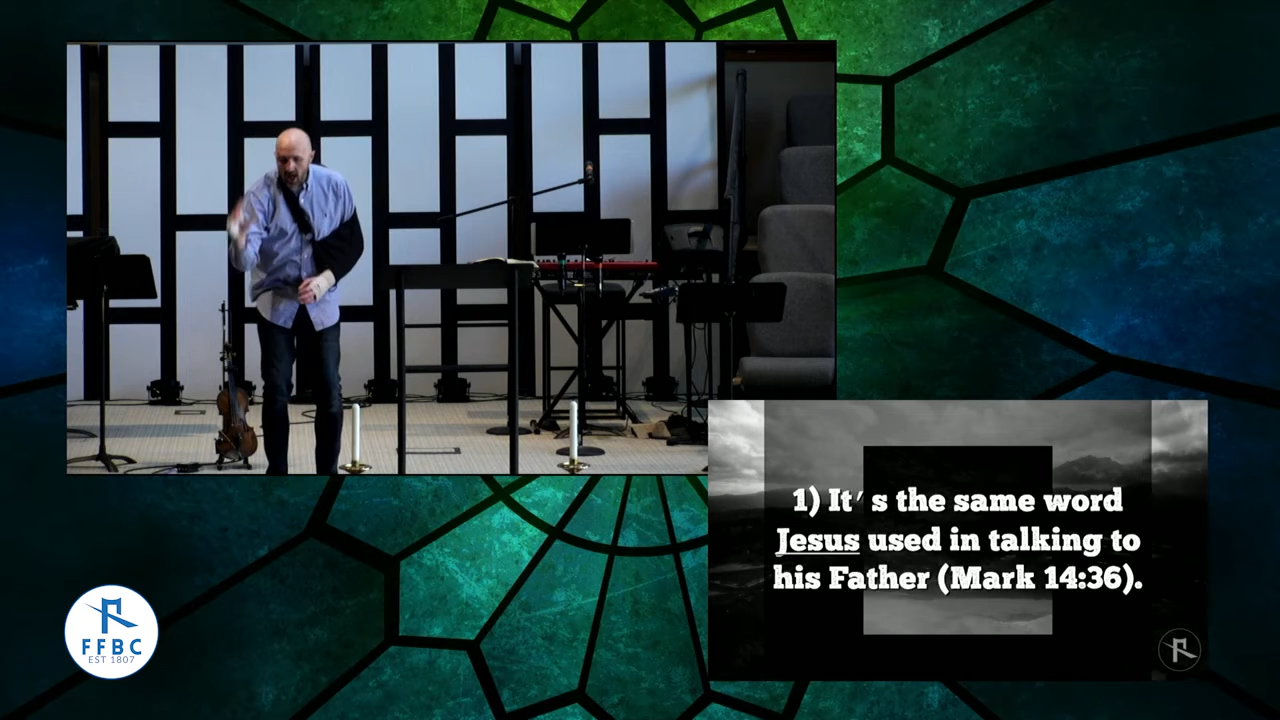 1) It's the same word
Jesus used in talking to
his Father (Mark 14:36).
FFBC
EST 1807